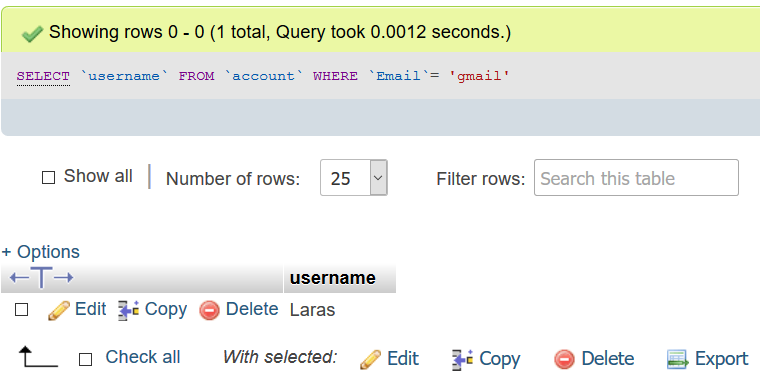 Showing rows 0 - 0 (1 total, Query took 0.0012 seconds.)
SELECT `username` FROM `account` WHERE `Email`= 'gmail'
Show all | Number of rows: 25 Filter rows: Search this table
+ Options
←T→ username
Edit Copy Delete Laras
Check all With selected: Edit Copy Delete Export